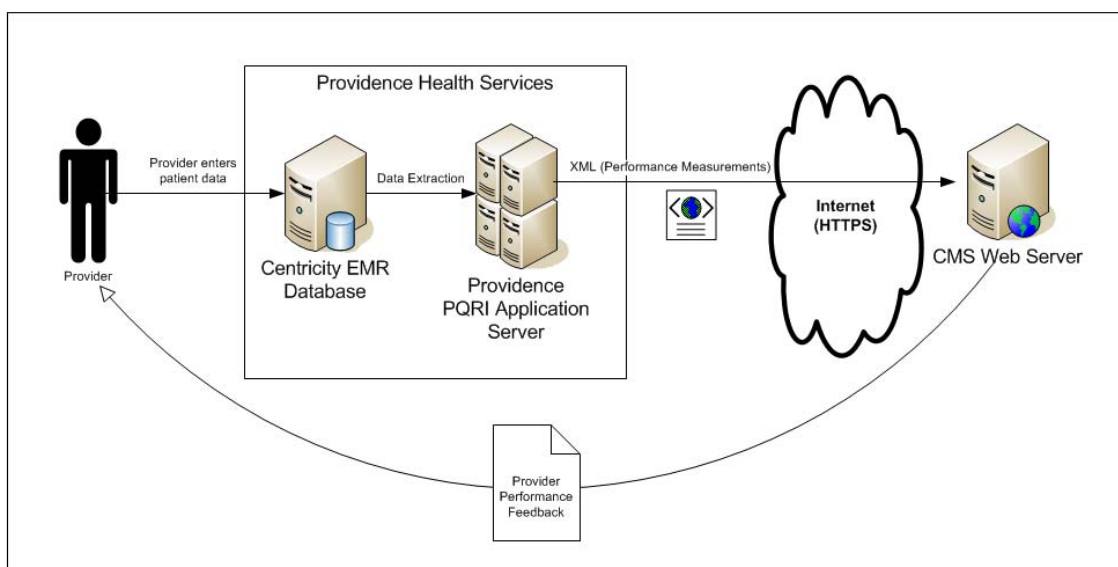 Providence Health Services
Provider enters
patient data
Data Extraction
XML (Performance Measurements)
Internet
(HTTPS)
Provider
Centricity EMR
Database
Providence
PQRI Application
Server
CMS Web Server
Provider
Performance
Feedback